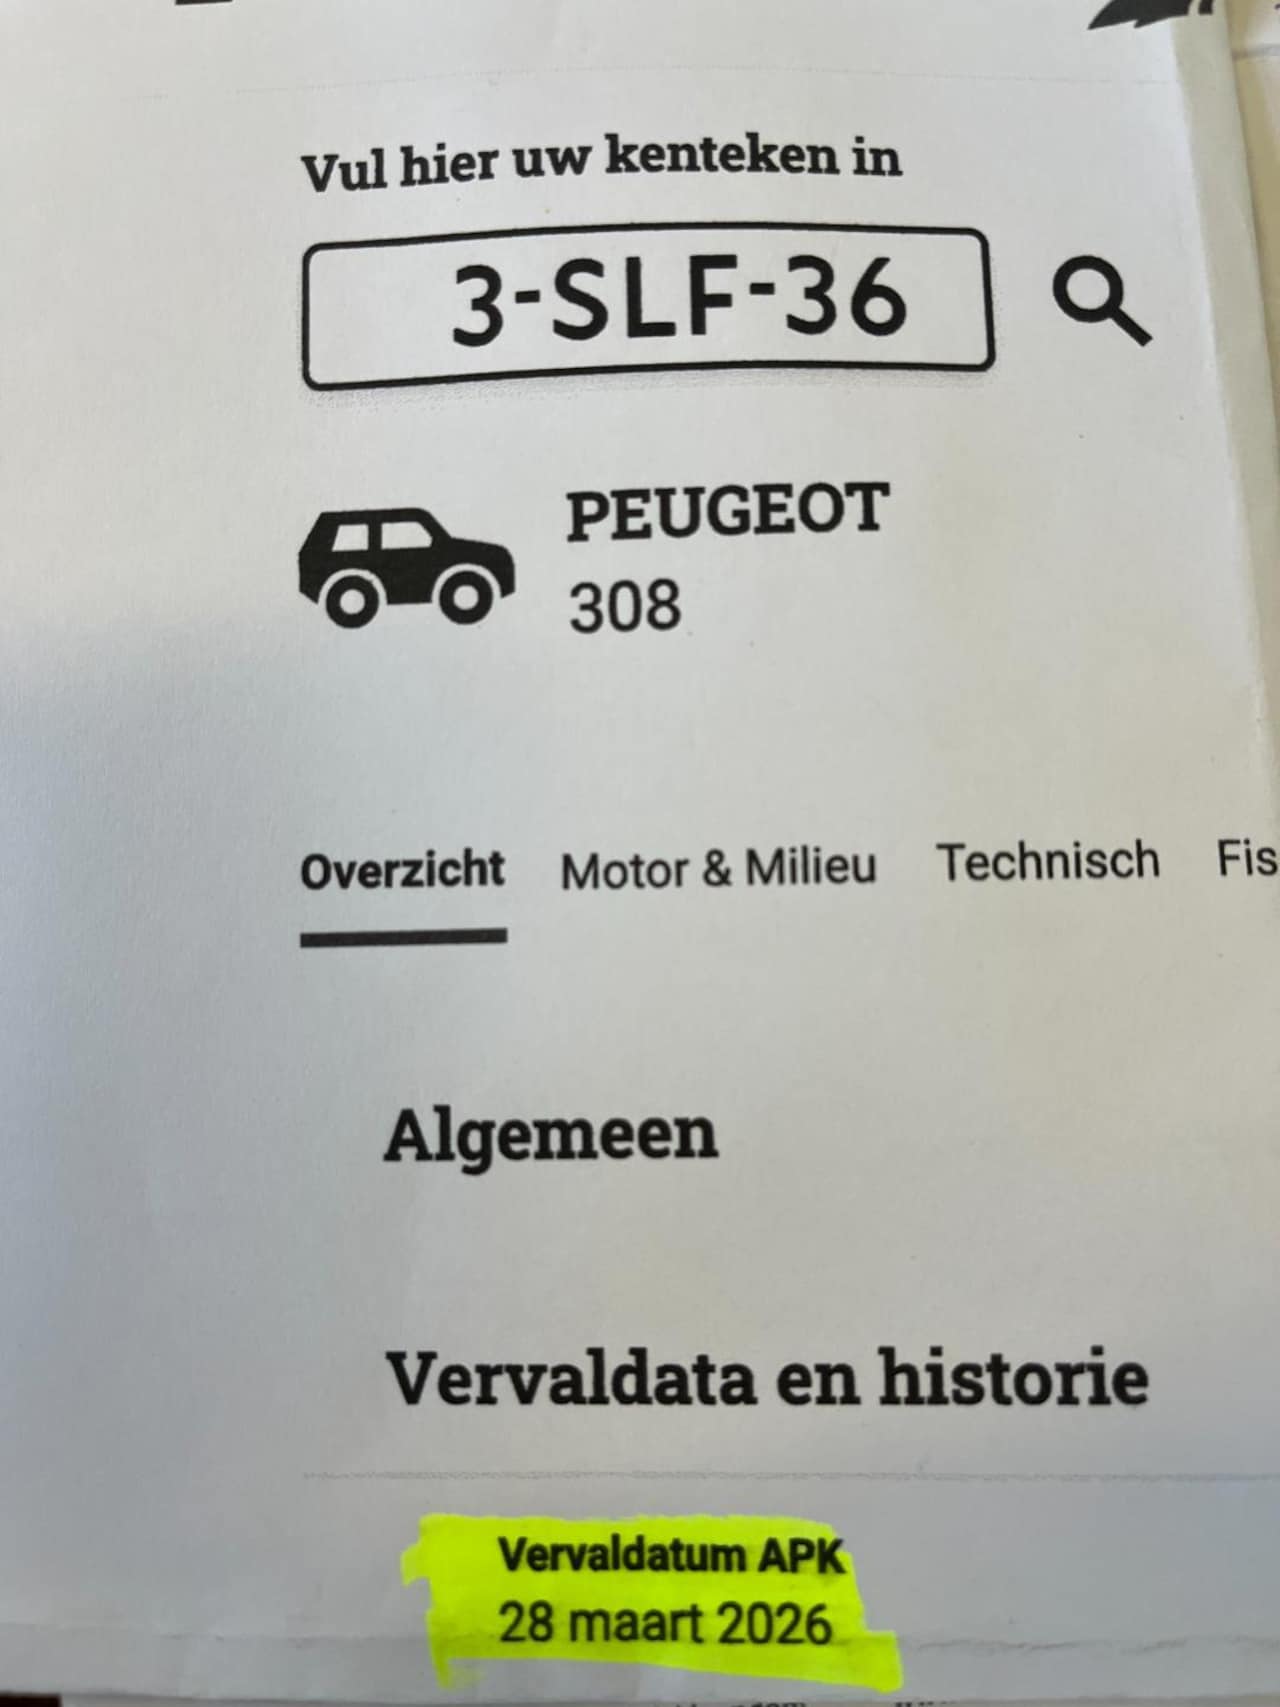 Vul hier uw kenteken in
3-SLF-36
PEUGEOT
308
Overzicht Motor & Milieu Technisch Fis
Algemeen
Vervaldata en historie
Vervaldatum APK
28 maart 2026